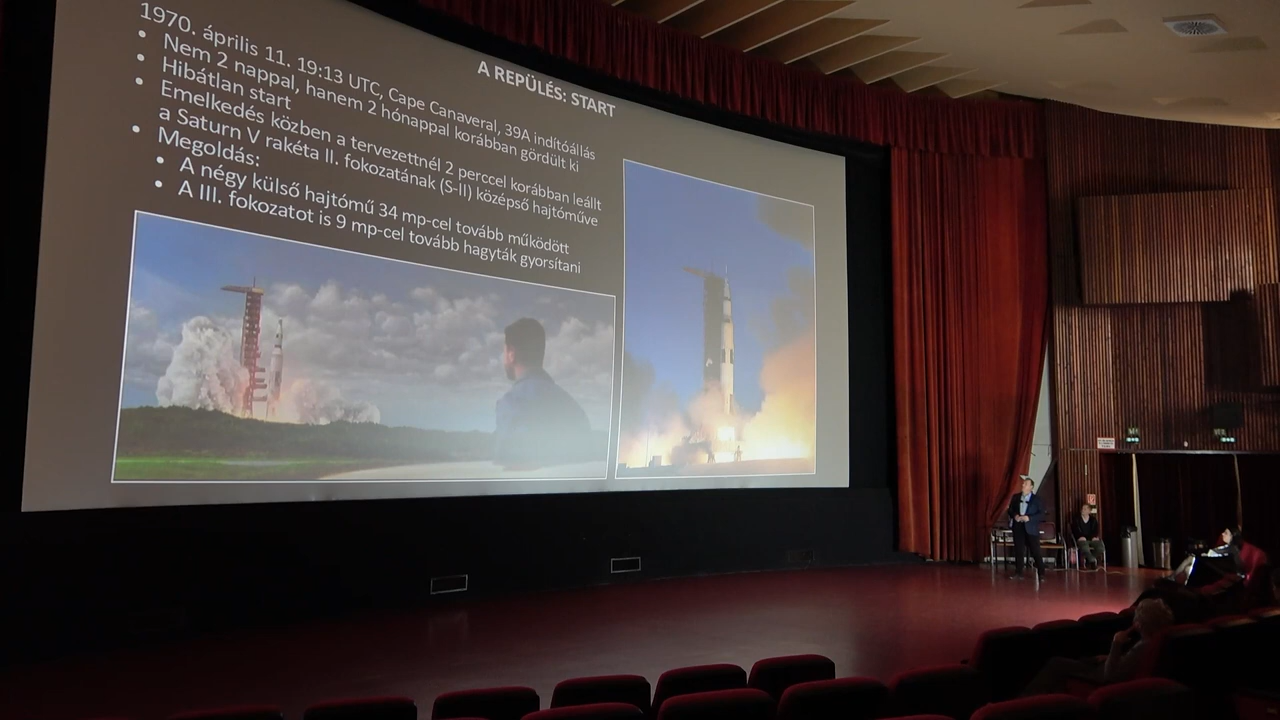 A REPÜLÉS: START
1970. április 11. 19:13 UTC, Cape Canaveral, 39A indítóállás
• Nem 2 nappal, hanem 2 hónappal korábban gördült ki
• Hibátlan start
• Emelkedés közben a tervezettnél 2 perccel korábban leállt
a Saturn V rakéta II. fokozatának (S-II) középső hajtóműve
• Megoldás:
• A négy külső hajtómű 34 mp-cel tovább működött
• A III. fokozatot is 9 mp-cel tovább hagyták gyorsítani